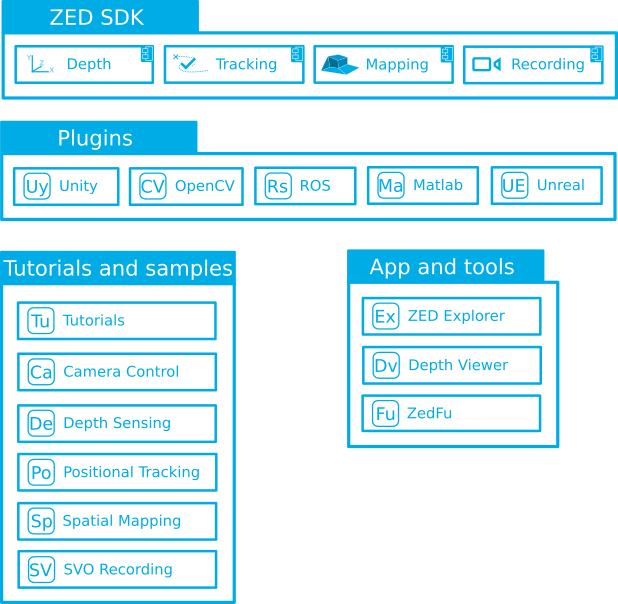 ZED SDK
Depth
Tracking
Mapping
Recording
Plugins
Uy Unity
CV OpenCV
Rs ROS
Ma Matlab
UE Unreal
Tutorials and samples
Tu Tutorials
Ca Camera Control
De Depth Sensing
Po Positional Tracking
Sp Spatial Mapping
SV SVO Recording
App and tools
Ex ZED Explorer
Dv Depth Viewer
Fu ZedFu